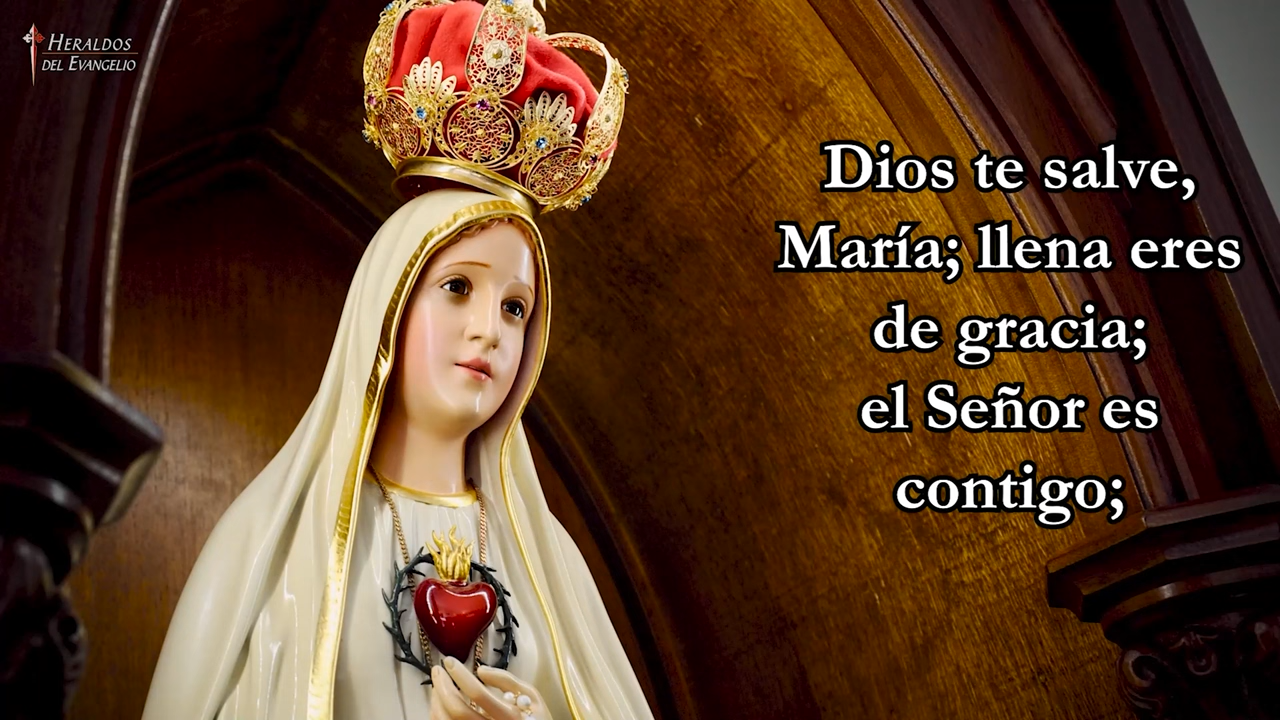 HERALDOS
DEL EVANGELIO
Dios te salve,
María; llena eres
de gracia;
el Señor es
contigo;